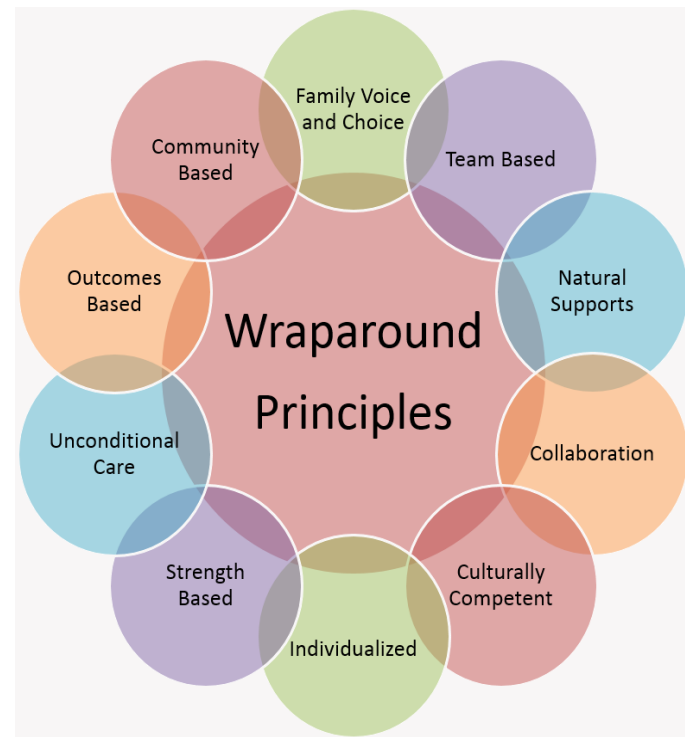 Family Voice
and Choice
Team Based
Natural
Supports
Collaboration
Culturally
Competent
Individualized
Strength
Based
Unconditional
Care
Outcomes
Based
Community
Based
Wraparound
Principles